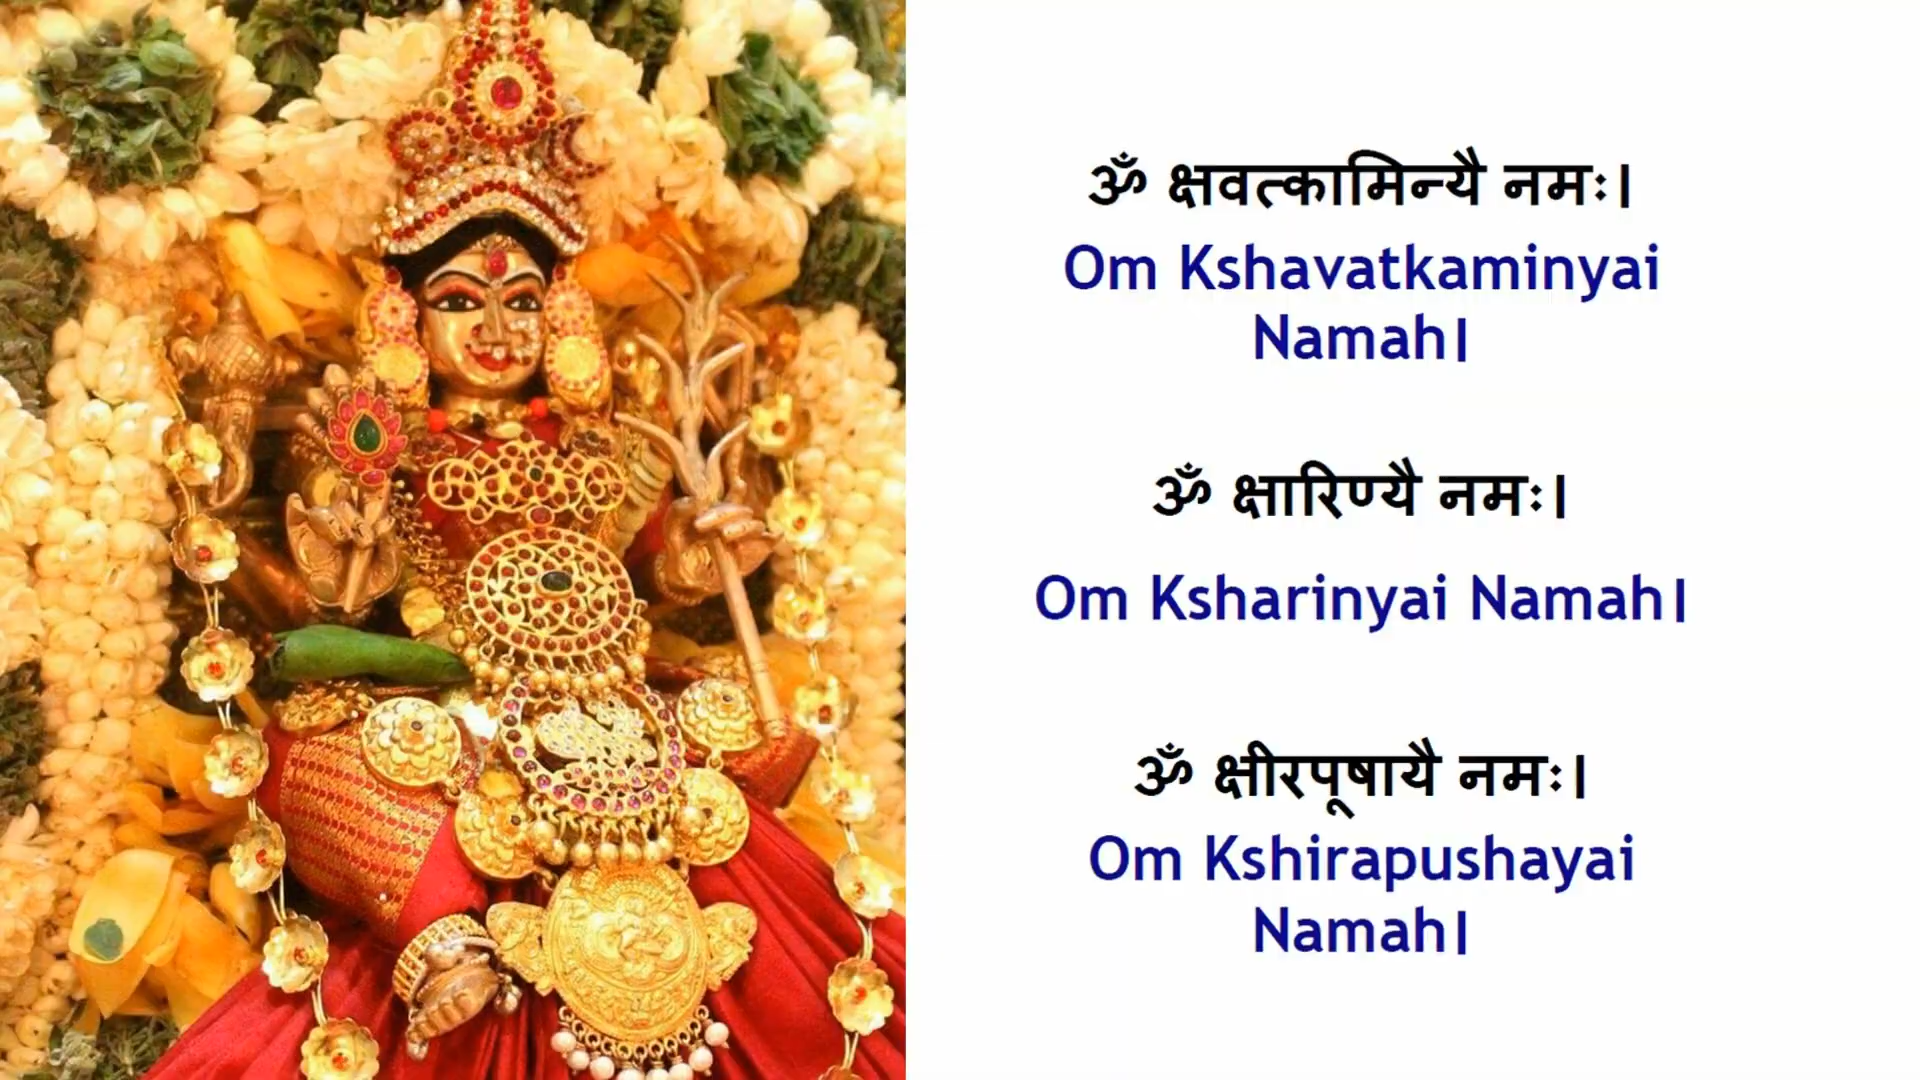 ॐ क्षवत्कामिन्यै नमः।
Om Kshavatkaminyai
Namah।
ॐ क्षारिण्यै नमः।
Om Ksharinyai Namah।
ॐ क्षीरपूषायै नमः।
Om Kshirapushayai
Namah।